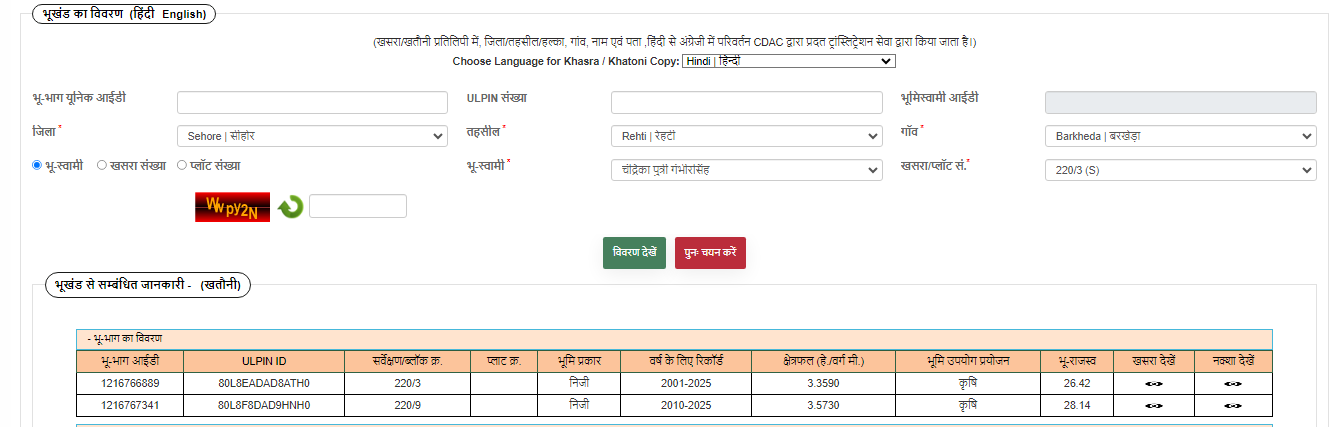 भूखंड का विवरण (हिंदी English)
(खसरा/खतौनी प्रतिलिपी में, जिला/तहसील/हल्का, गांव, नाम एवं पता ,हिंदी से अंग्रेजी में परिवर्तन CDAC द्वारा प्रदत ट्रांस्लिट्रेशन सेवा द्वारा किया जाता है।)
Choose Language for Khasra / Khatoni Copy: Hindi | हिन्दी
भू-भाग यूनिक आईडी ULPIN संख्या भूमिस्वामी आईडी
जिला * Sehore | सीहोर तहसील * Rehti | रेहटी गाँव * Barkheda | बरखेड़ा
भू-स्वामी खसरा संख्या प्लॉट संख्या भू-स्वामी * चंद्रिका पुत्री गंभीरसिंह खसरा/प्लॉट सं.* 220/3 (S)
Wwpy2N
विवरण देखें पुनः चयन करें
भूखंड से सम्बंधित जानकारी - (खतौनी)
- भू-भाग का विवरण
भू-भाग आईडी ULPIN ID सर्वेक्षण/ब्लॉक क्र. प्लाट क्र. भूमि प्रकार वर्ष के लिए रिकॉर्ड क्षेत्रफल (हे./वर्ग मी.) भूमि उपयोग प्रयोजन भू-राजस्व खसरा देखें नक्शा देखें
1216766889 80L8EADAD8ATH0 220/3 निजी 2001-2025 3.3590 कृषि 26.42
1216767341 80L8F8DAD9HNH0 220/9 निजी 2010-2025 3.5730 कृषि 28.14